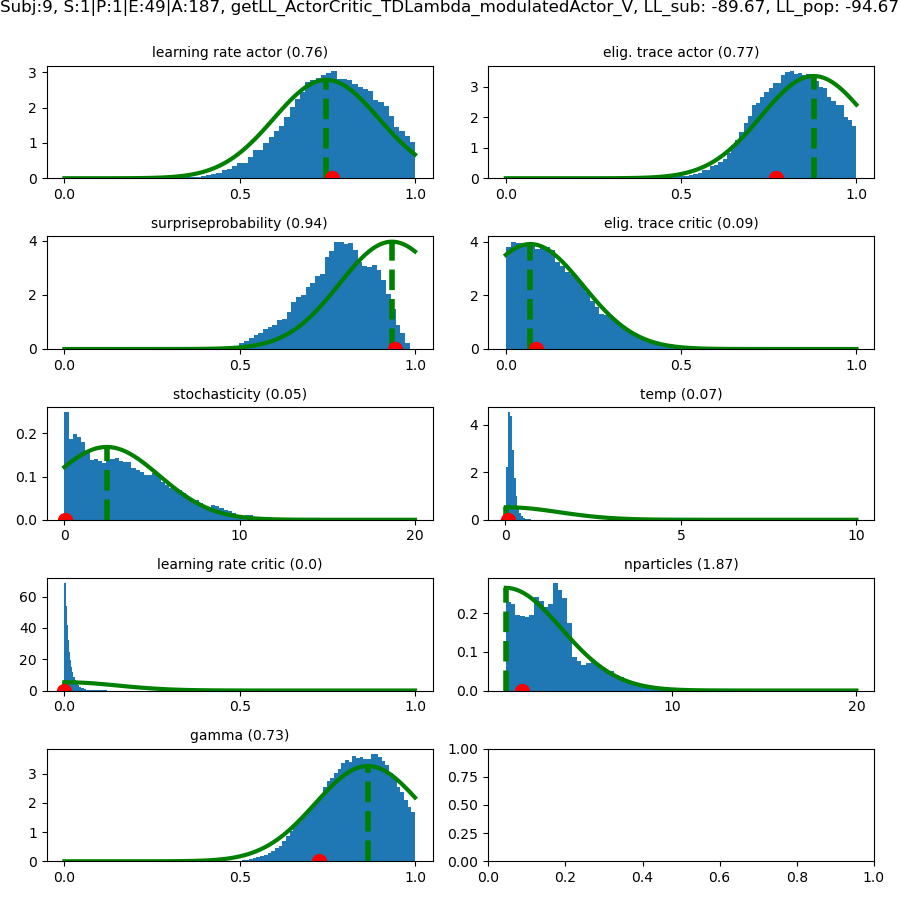 Subj:9, S:1|P:1|E:49|A:187, getLL_ActorCritic_TDLambda_modulatedActor_V, LL_sub: -89.67, LL_pop: -94.67
learning rate actor (0.76)
3
2
1
0
0.0 0.5 1.0
elig. trace actor (0.77)
3
2
1
0
0.0 0.5 1.0
surpriseprobability (0.94)
4
2
0
0.0 0.5 1.0
elig. trace critic (0.09)
4
2
0
0.0 0.5 1.0
stochasticity (0.05)
0.2
0.1
0.0
0 10 20
temp (0.07)
4
2
0
0 5 10
learning rate critic (0.0)
60
40
20
0
0.0 0.5 1.0
nparticles (1.87)
0.2
0.1
0.0
10 20
gamma (0.73)
3
2
1
0
0.0 0.5 1.0
1.00
0.75
0.50
0.25
0.00
0.0 0.2 0.4 0.6 0.8 1.0